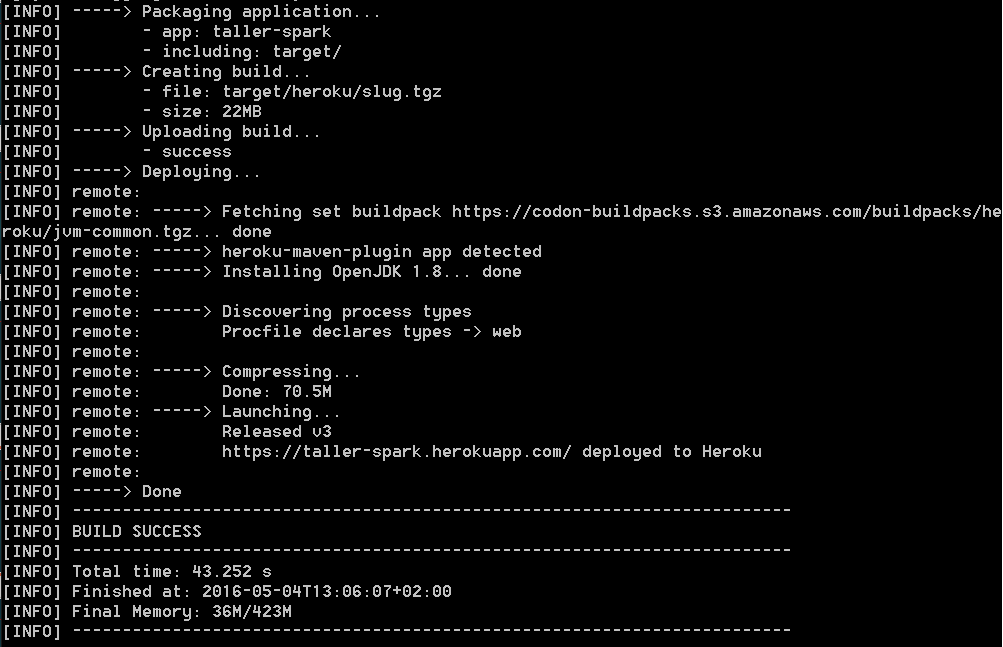 [INFO] -----> Packaging application...
[INFO]        - app: taller-spark
[INFO]        - including: target/
[INFO] -----> Creating build...
[INFO]        - file: target/heroku/slug.tgz
[INFO]        - size: 22MB
[INFO] -----> Uploading build...
[INFO]        - success
[INFO] -----> Deploying...
[INFO] remote:
[INFO] remote: -----> Fetching set buildpack https://codon-buildpacks.s3.amazonaws.com/buildpacks/he
roku/jvm-common.tgz... done
[INFO] remote: -----> heroku-maven-plugin app detected
[INFO] remote: -----> Installing OpenJDK 1.8... done
[INFO] remote:
[INFO] remote: -----> Discovering process types
[INFO] remote:        Procfile declares types -> web
[INFO] remote:
[INFO] remote: -----> Compressing...
[INFO] remote:        Done: 70.5M
[INFO] remote: -----> Launching...
[INFO] remote:        Released v3
[INFO] remote:        https://taller-spark.herokuapp.com/ deployed to Heroku
[INFO] remote:
[INFO] -----> Done
[INFO] ------------------------------------------------------------------------
[INFO] BUILD SUCCESS
[INFO] ------------------------------------------------------------------------
[INFO] Total time: 43.252 s
[INFO] Finished at: 2016-05-04T13:06:07+02:00
[INFO] Final Memory: 36M/423M
[INFO] ------------------------------------------------------------------------